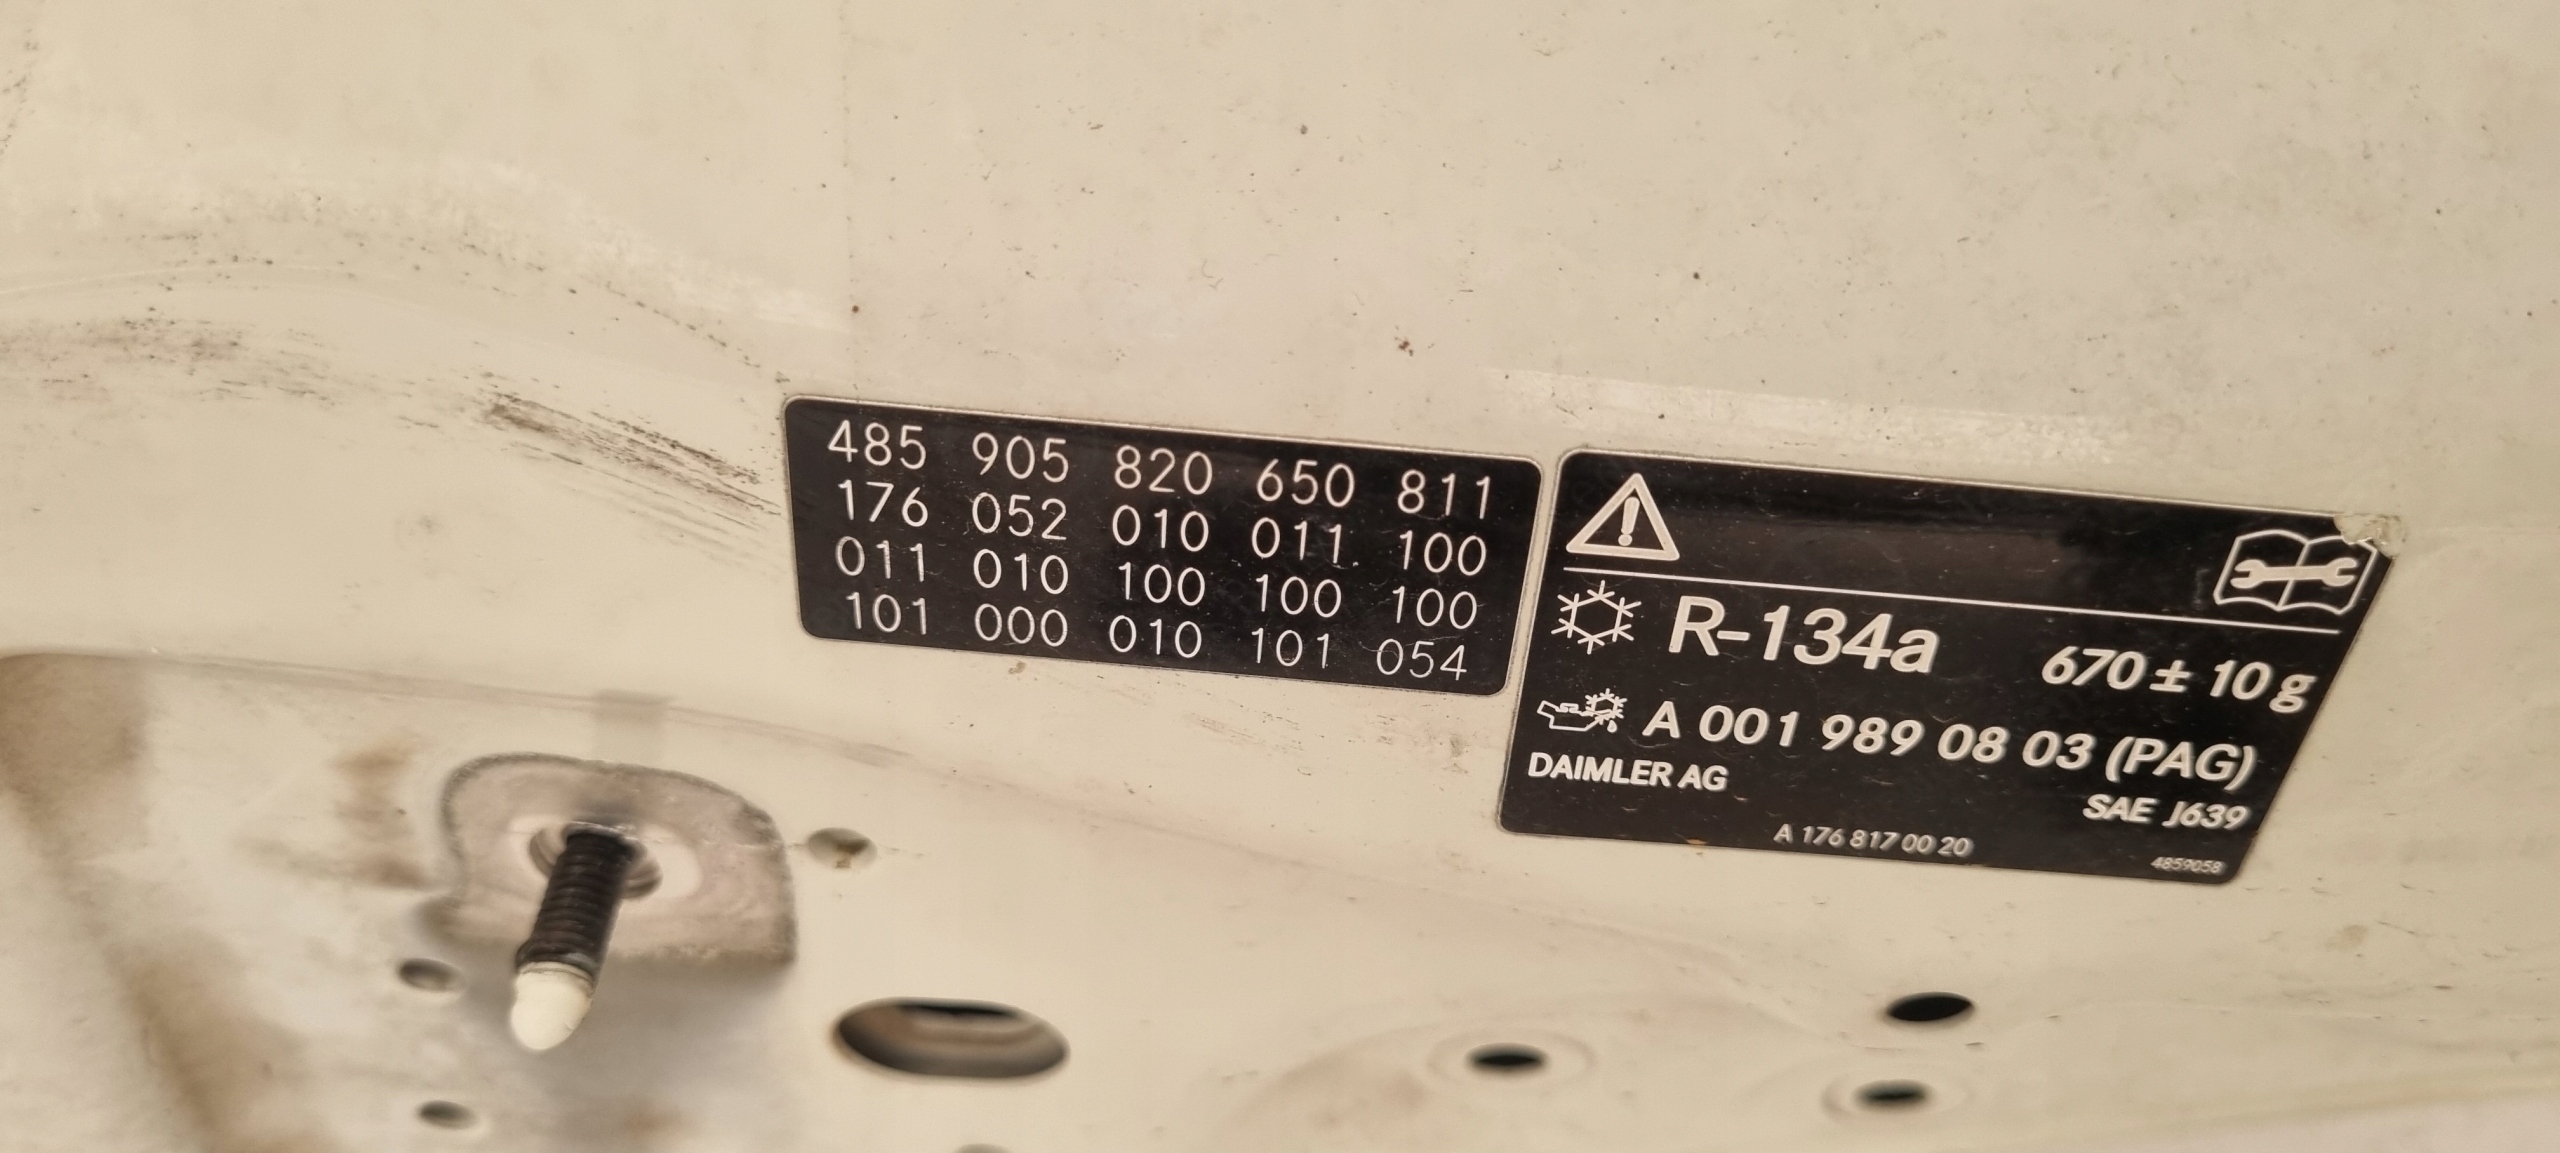 485 905 820 650 811
176 052 010 011 100
011 010 100 100 100
101 000 010 101 054
R-134a 670 ± 10 g
A 001 989 08 03 (PAG)
DAIMLER AG
SAE J639
A 176 817 00 20
4859058